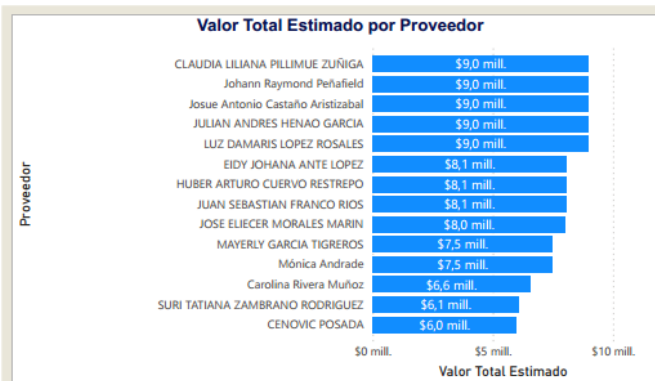 Valor Total Estimado por Proveedor
CLAUDIA LILIANA PILLIMUE ZUÑIGA $9,0 mill.
Johann Raymond Peñafield $9,0 mill.
Josue Antonio Castaño Aristizabal $9,0 mill.
JULIAN ANDRES HENAO GARCIA $9,0 mill.
LUZ DAMARIS LOPEZ ROSALES $9,0 mill.
EIDY JOHANA ANTE LOPEZ $8,1 mill.
HUBER ARTURO CUERVO RESTREPO $8,1 mill.
JUAN SEBASTIAN FRANCO RIOS $8,1 mill.
JOSE ELIECER MORALES MARIN $8,0 mill.
MAYERLY GARCIA TIGREROS $7,5 mill.
Mónica Andrade $7,5 mill.
Carolina Rivera Muñoz $6,6 mill.
SURI TATIANA ZAMBRANO RODRIGUEZ $6,1 mill.
CENOVIC POSADA $6,0 mill.
Proveedor
$0 mill. $5 mill. $10 mill.
Valor Total Estimado